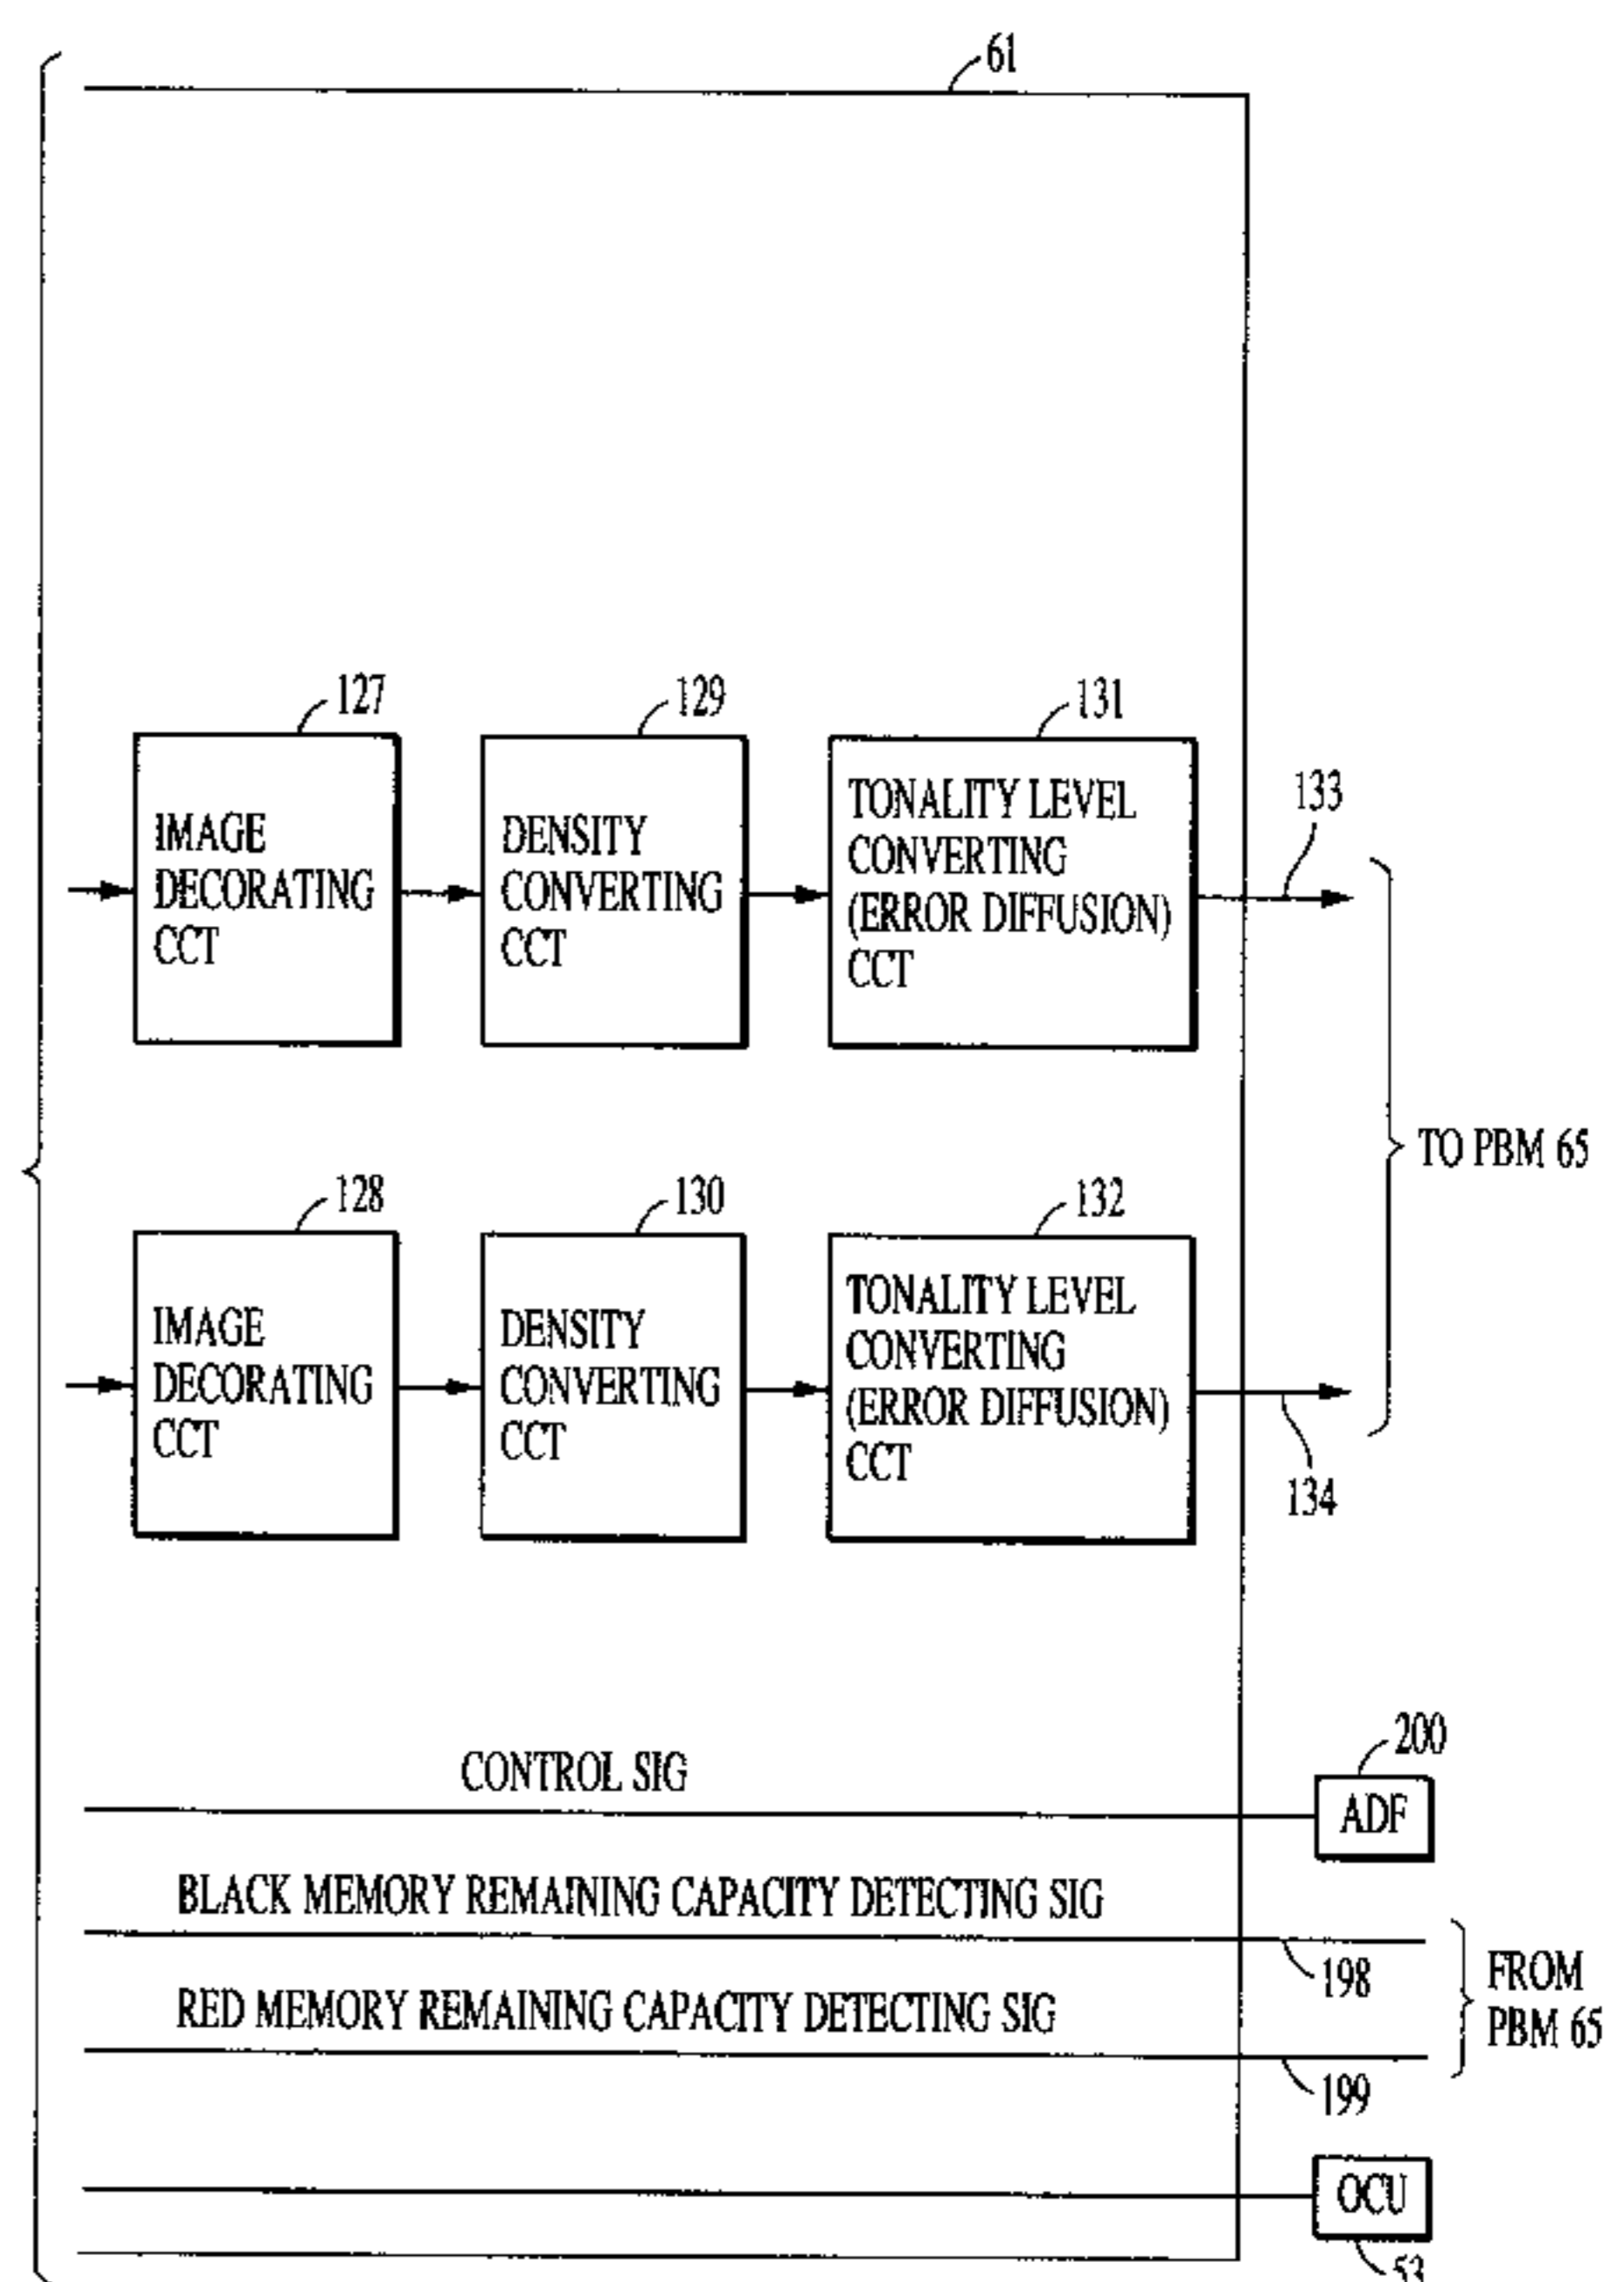 61
127
129
131
IMAGE
DECORATING
CCT
DENSITY
CONVERTING
CCT
TONALITY LEVEL
CONVERTING
(ERROR DIFFUSION)
CCT
133
TO PBM 65
128
130
132
IMAGE
DECORATING
CCT
DENSITY
CONVERTING
CCT
TONALITY LEVEL
CONVERTING
(ERROR DIFFUSION)
CCT
134
CONTROL SIG
200
ADF
BLACK MEMORY REMAINING CAPACITY DETECTING SIG
198
RED MEMORY REMAINING CAPACITY DETECTING SIG
199
FROM
PBM 65
OCU
53